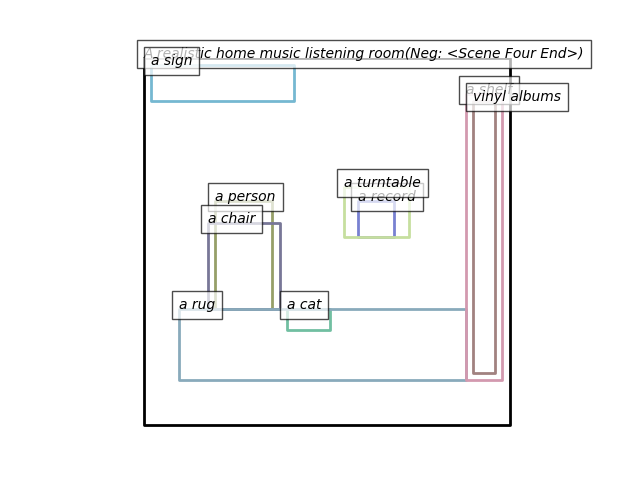 A realistic home music listening room(Neg: <Scene Four End>)
a sign
a shelf
vinyl albums
a turntable
a person
a record
a chair
a rug
a cat